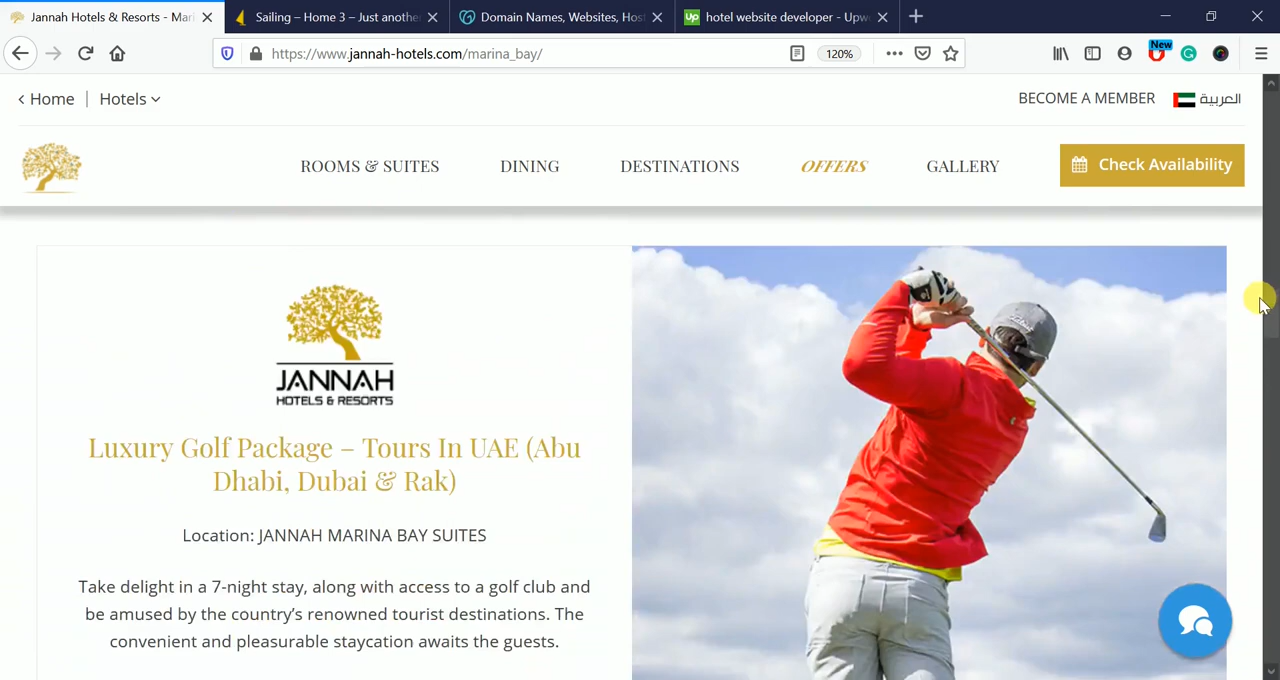 Jannah Hotels & Resorts - Mari
Sailing – Home 3 – Just another
Domain Names, Websites, Hos
hotel website developer - Upw
https://www.jannah-hotels.com/marina_bay/
120%
New
Home
Hotels
BECOME A MEMBER
العربية
ROOMS & SUITES
DINING
DESTINATIONS
OFFERS
GALLERY
Check Availability
JANNAH
HOTELS & RESORTS
Luxury Golf Package – Tours In UAE (Abu
Dhabi, Dubai & Rak)
Location: JANNAH MARINA BAY SUITES
Take delight in a 7-night stay, along with access to a golf club and
be amused by the country’s renowned tourist destinations. The
convenient and pleasurable staycation awaits the guests.